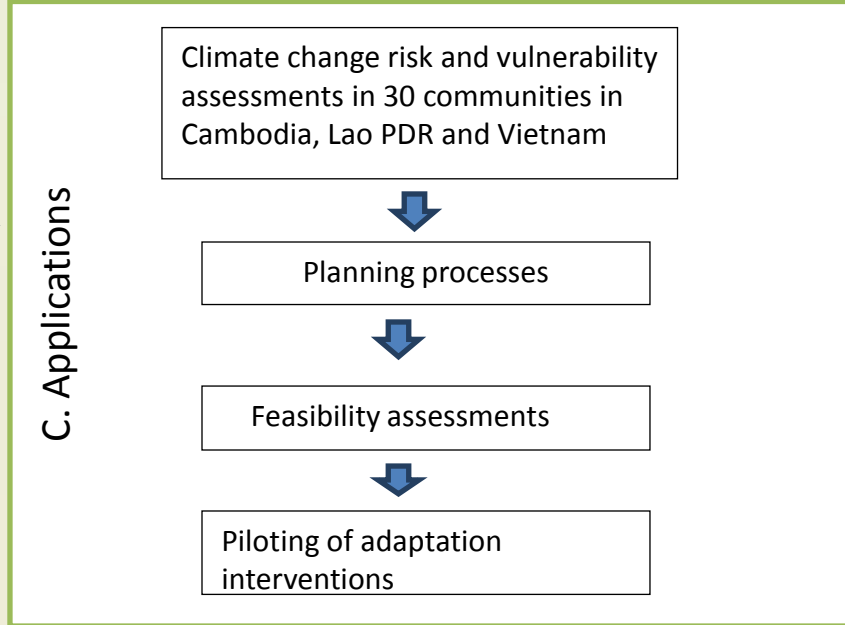 C. Applications
Climate change risk and vulnerability
assessments in 30 communities in
Cambodia, Lao PDR and Vietnam
Planning processes
Feasibility assessments
Piloting of adaptation
interventions